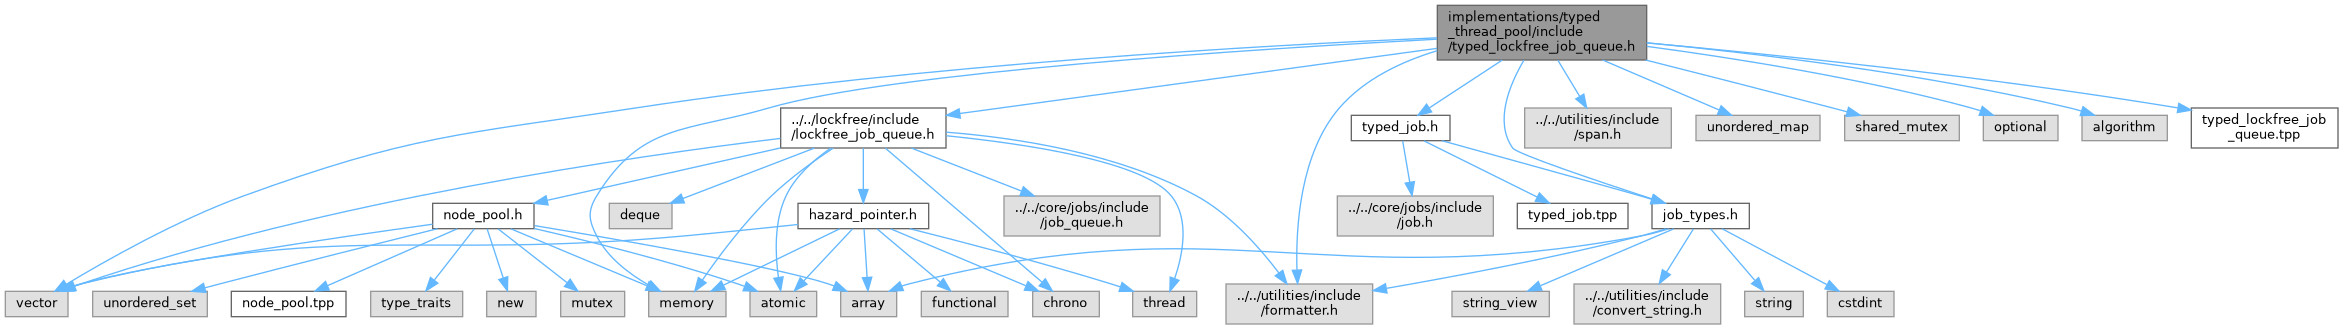 implementations/typed
_thread_pool/include
/typed_lockfree_job_queue.h
../../lockfree/include
/lockfree_job_queue.h
typed_job.h
../../utilities/include
/span.h
unordered_map
shared_mutex
optional
algorithm
typed_lockfree_job
_queue.tpp
node_pool.h
deque
hazard_pointer.h
../../core/jobs/include
/job_queue.h
../../core/jobs/include
/job.h
typed_job.tpp
job_types.h
vector
unordered_set
node_pool.tpp
type_traits
new
mutex
memory
atomic
array
functional
chrono
thread
../../utilities/include
/formatter.h
string_view
../../utilities/include
/convert_string.h
string
cstdint